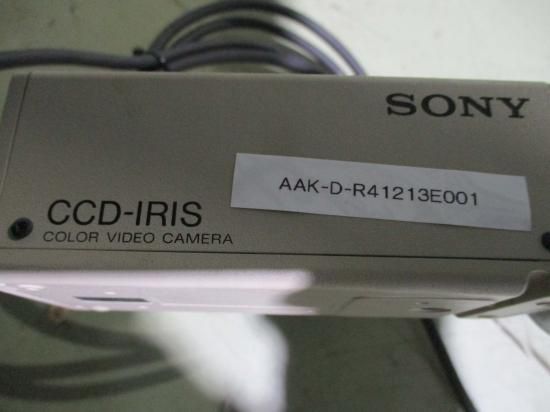 SONY
AAK-D-R41213E001
CCD-IRIS
COLOR VIDEO CAMERA